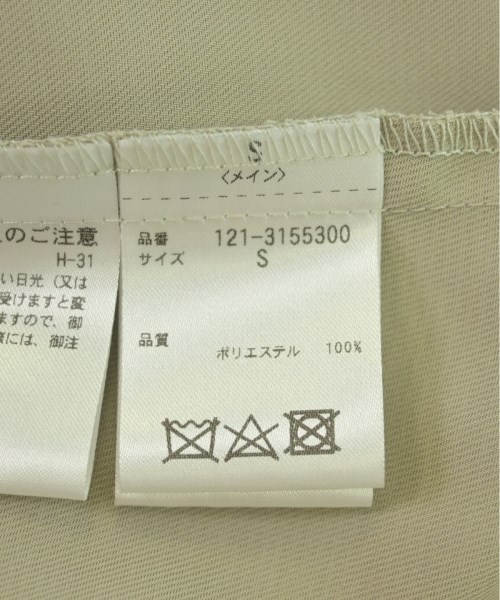 S
〈メイン〉
品番 121-3155300
サイズ S
品質 ポリエステル 100%
のご注意
H-31
い日光（又は
受けますと変
ますので、御
には、御注